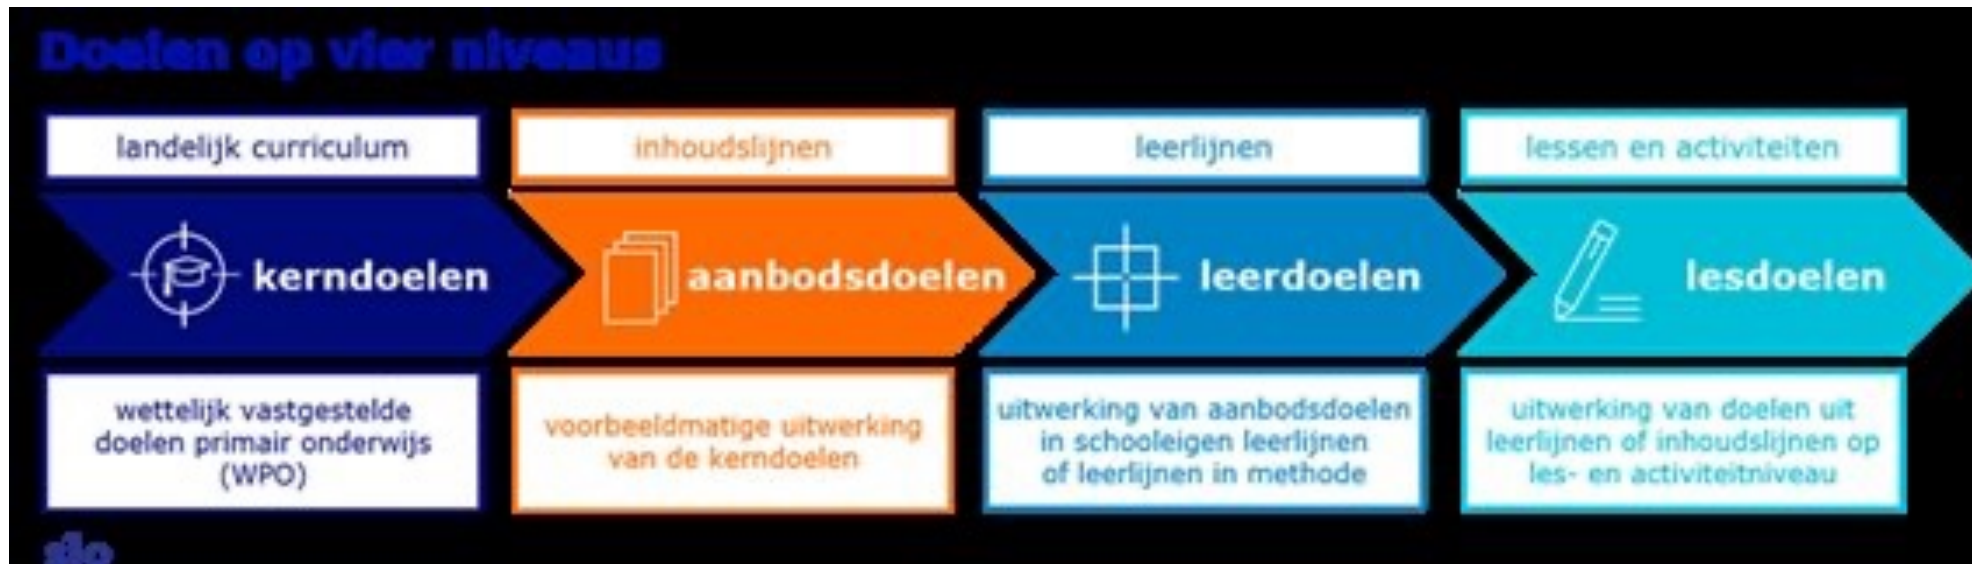 Doelen op vier niveaus
landelijk curriculum
inhoudslijnen
leerlijnen
lessen en activiteiten
kerndoelen
aanbodsdoelen
leerdoelen
lesdoelen
wettelijk vastgestelde
doelen primair onderwijs
(WPO)
voorbeeldmatige uitwerking
van de kerndoelen
uitwerking van aanbodsdoelen
in schooleigen leerlijnen
of leerlijnen in methode
uitwerking van doelen uit
leerlijnen of inhoudslijnen op
les- en activiteitniveau
slo